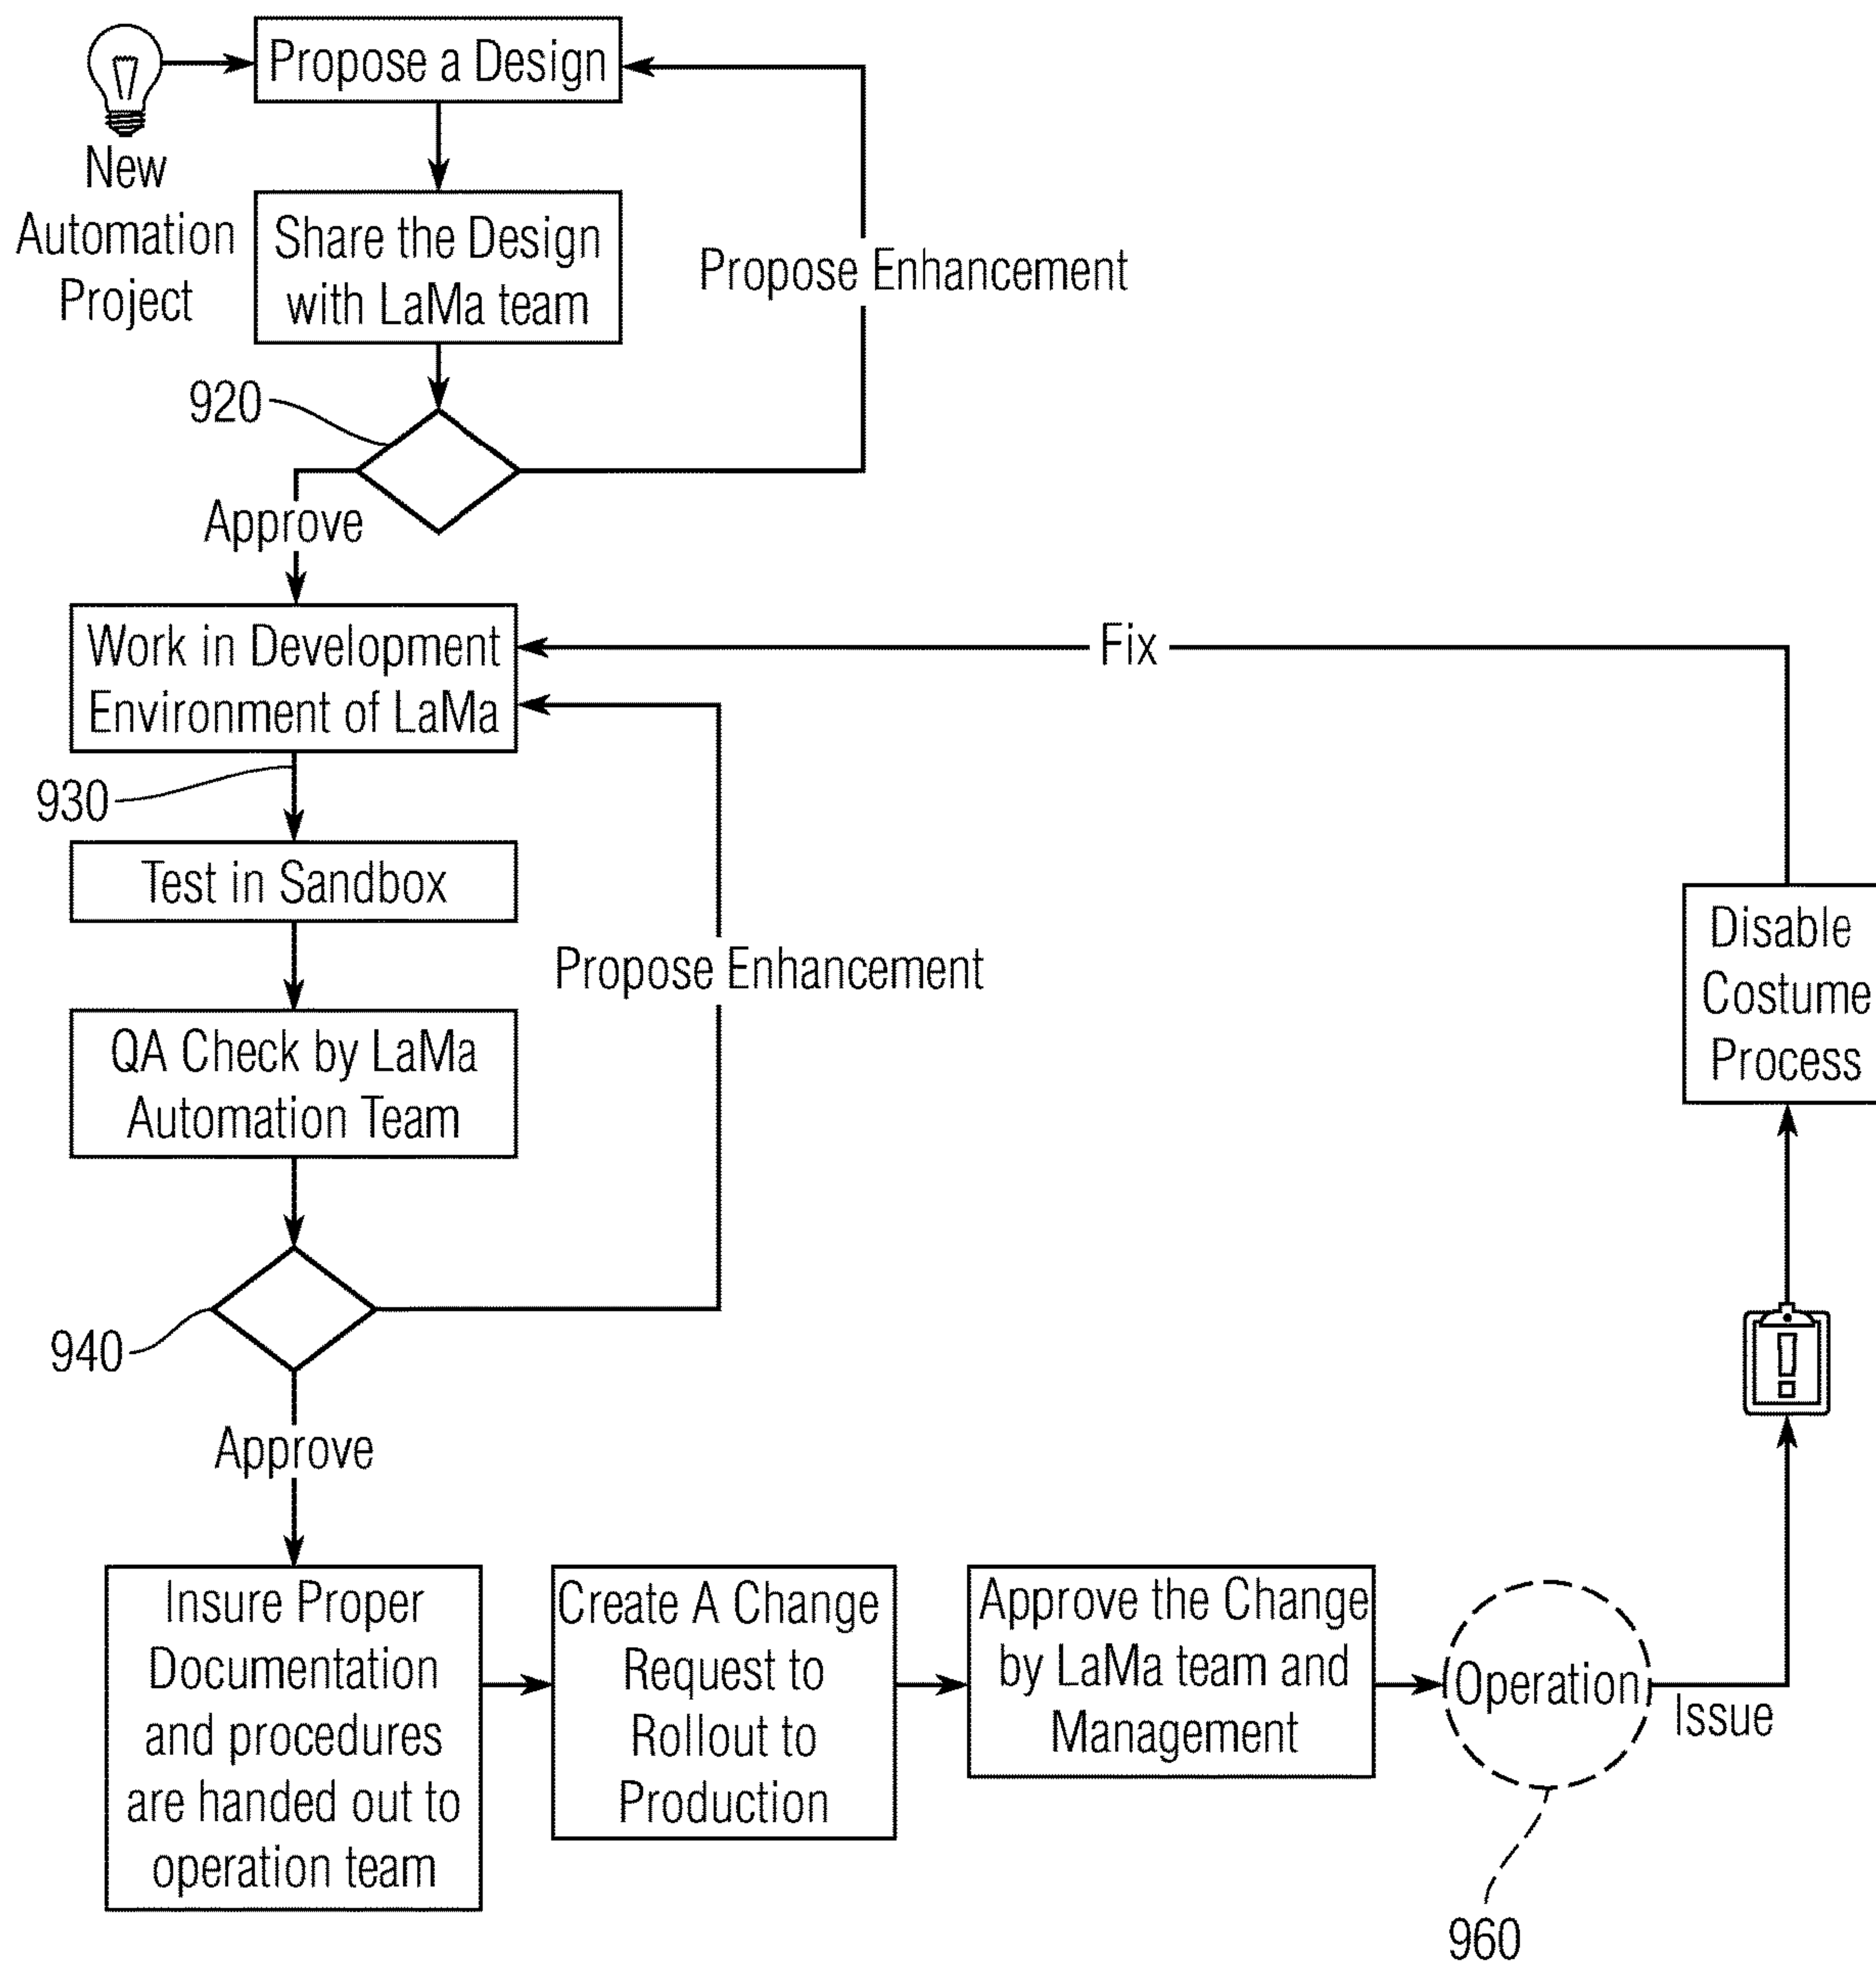 Propose a Design
New
Automation
Project
Share the Design
with LaMa team
Propose Enhancement
920
Approve
Work in Development
Environment of LaMa
Fix
930
Test in Sandbox
Propose Enhancement
Disable
Costume
Process
QA Check by LaMa
Automation Team
940
Approve
Insure Proper
Documentation
and procedures
are handed out to
operation team
Create A Change
Request to
Rollout to
Production
Approve the Change
by LaMa team and
Management
Operation
Issue
960